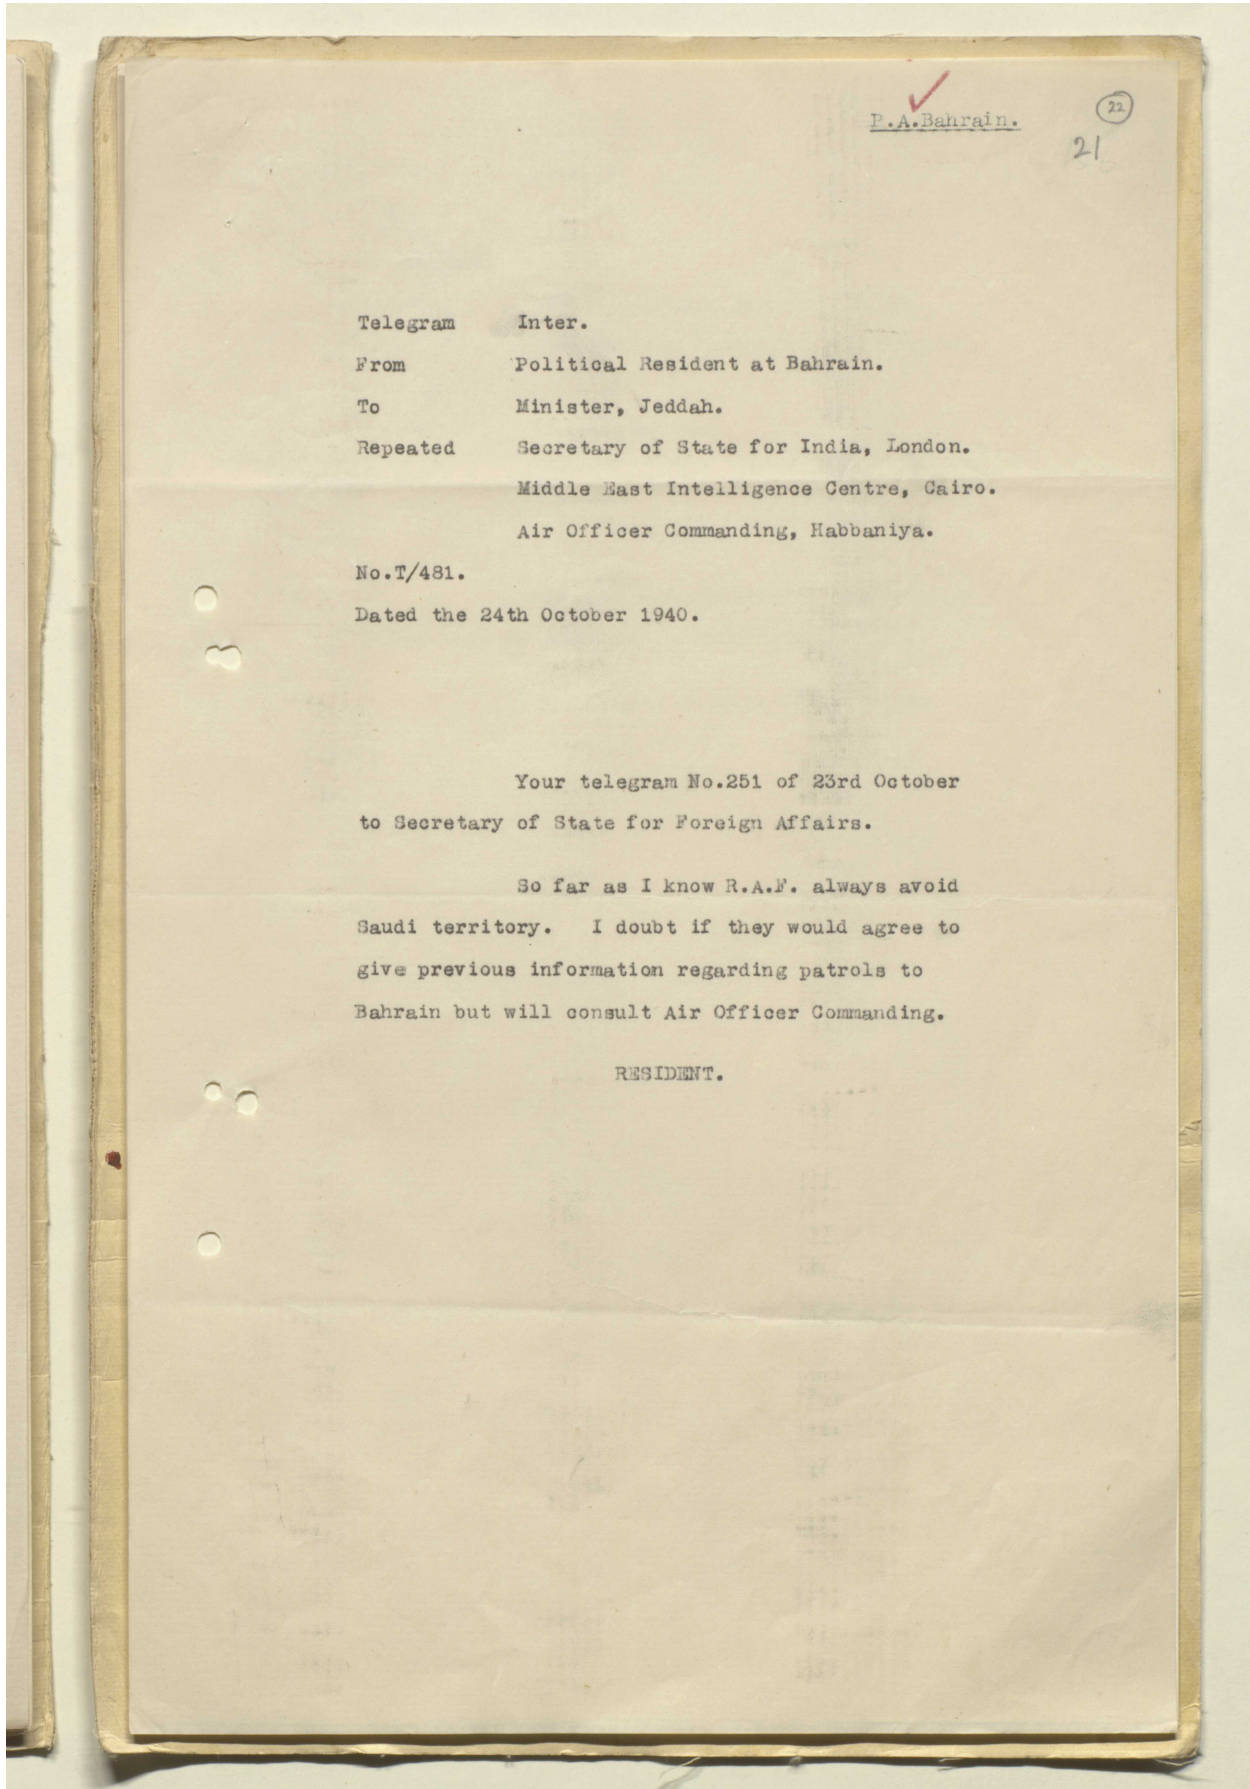 P.A.Bahrain.
22
21
Telegram Inter.
From Political Resident at Bahrain.
To Minister, Jeddah.
Repeated Secretary of State for India, London.
Middle East Intelligence Centre, Cairo.
Air Officer Commanding, Habbaniya.
No.T/481.
Dated the 24th October 1940.
Your telegram No.251 of 23rd October
to Secretary of State for Foreign Affairs.
So far as I know R.A.F. always avoid
Saudi territory. I doubt if they would agree to
give previous information regarding patrols to
Bahrain but will consult Air Officer Commanding.
RESIDENT.